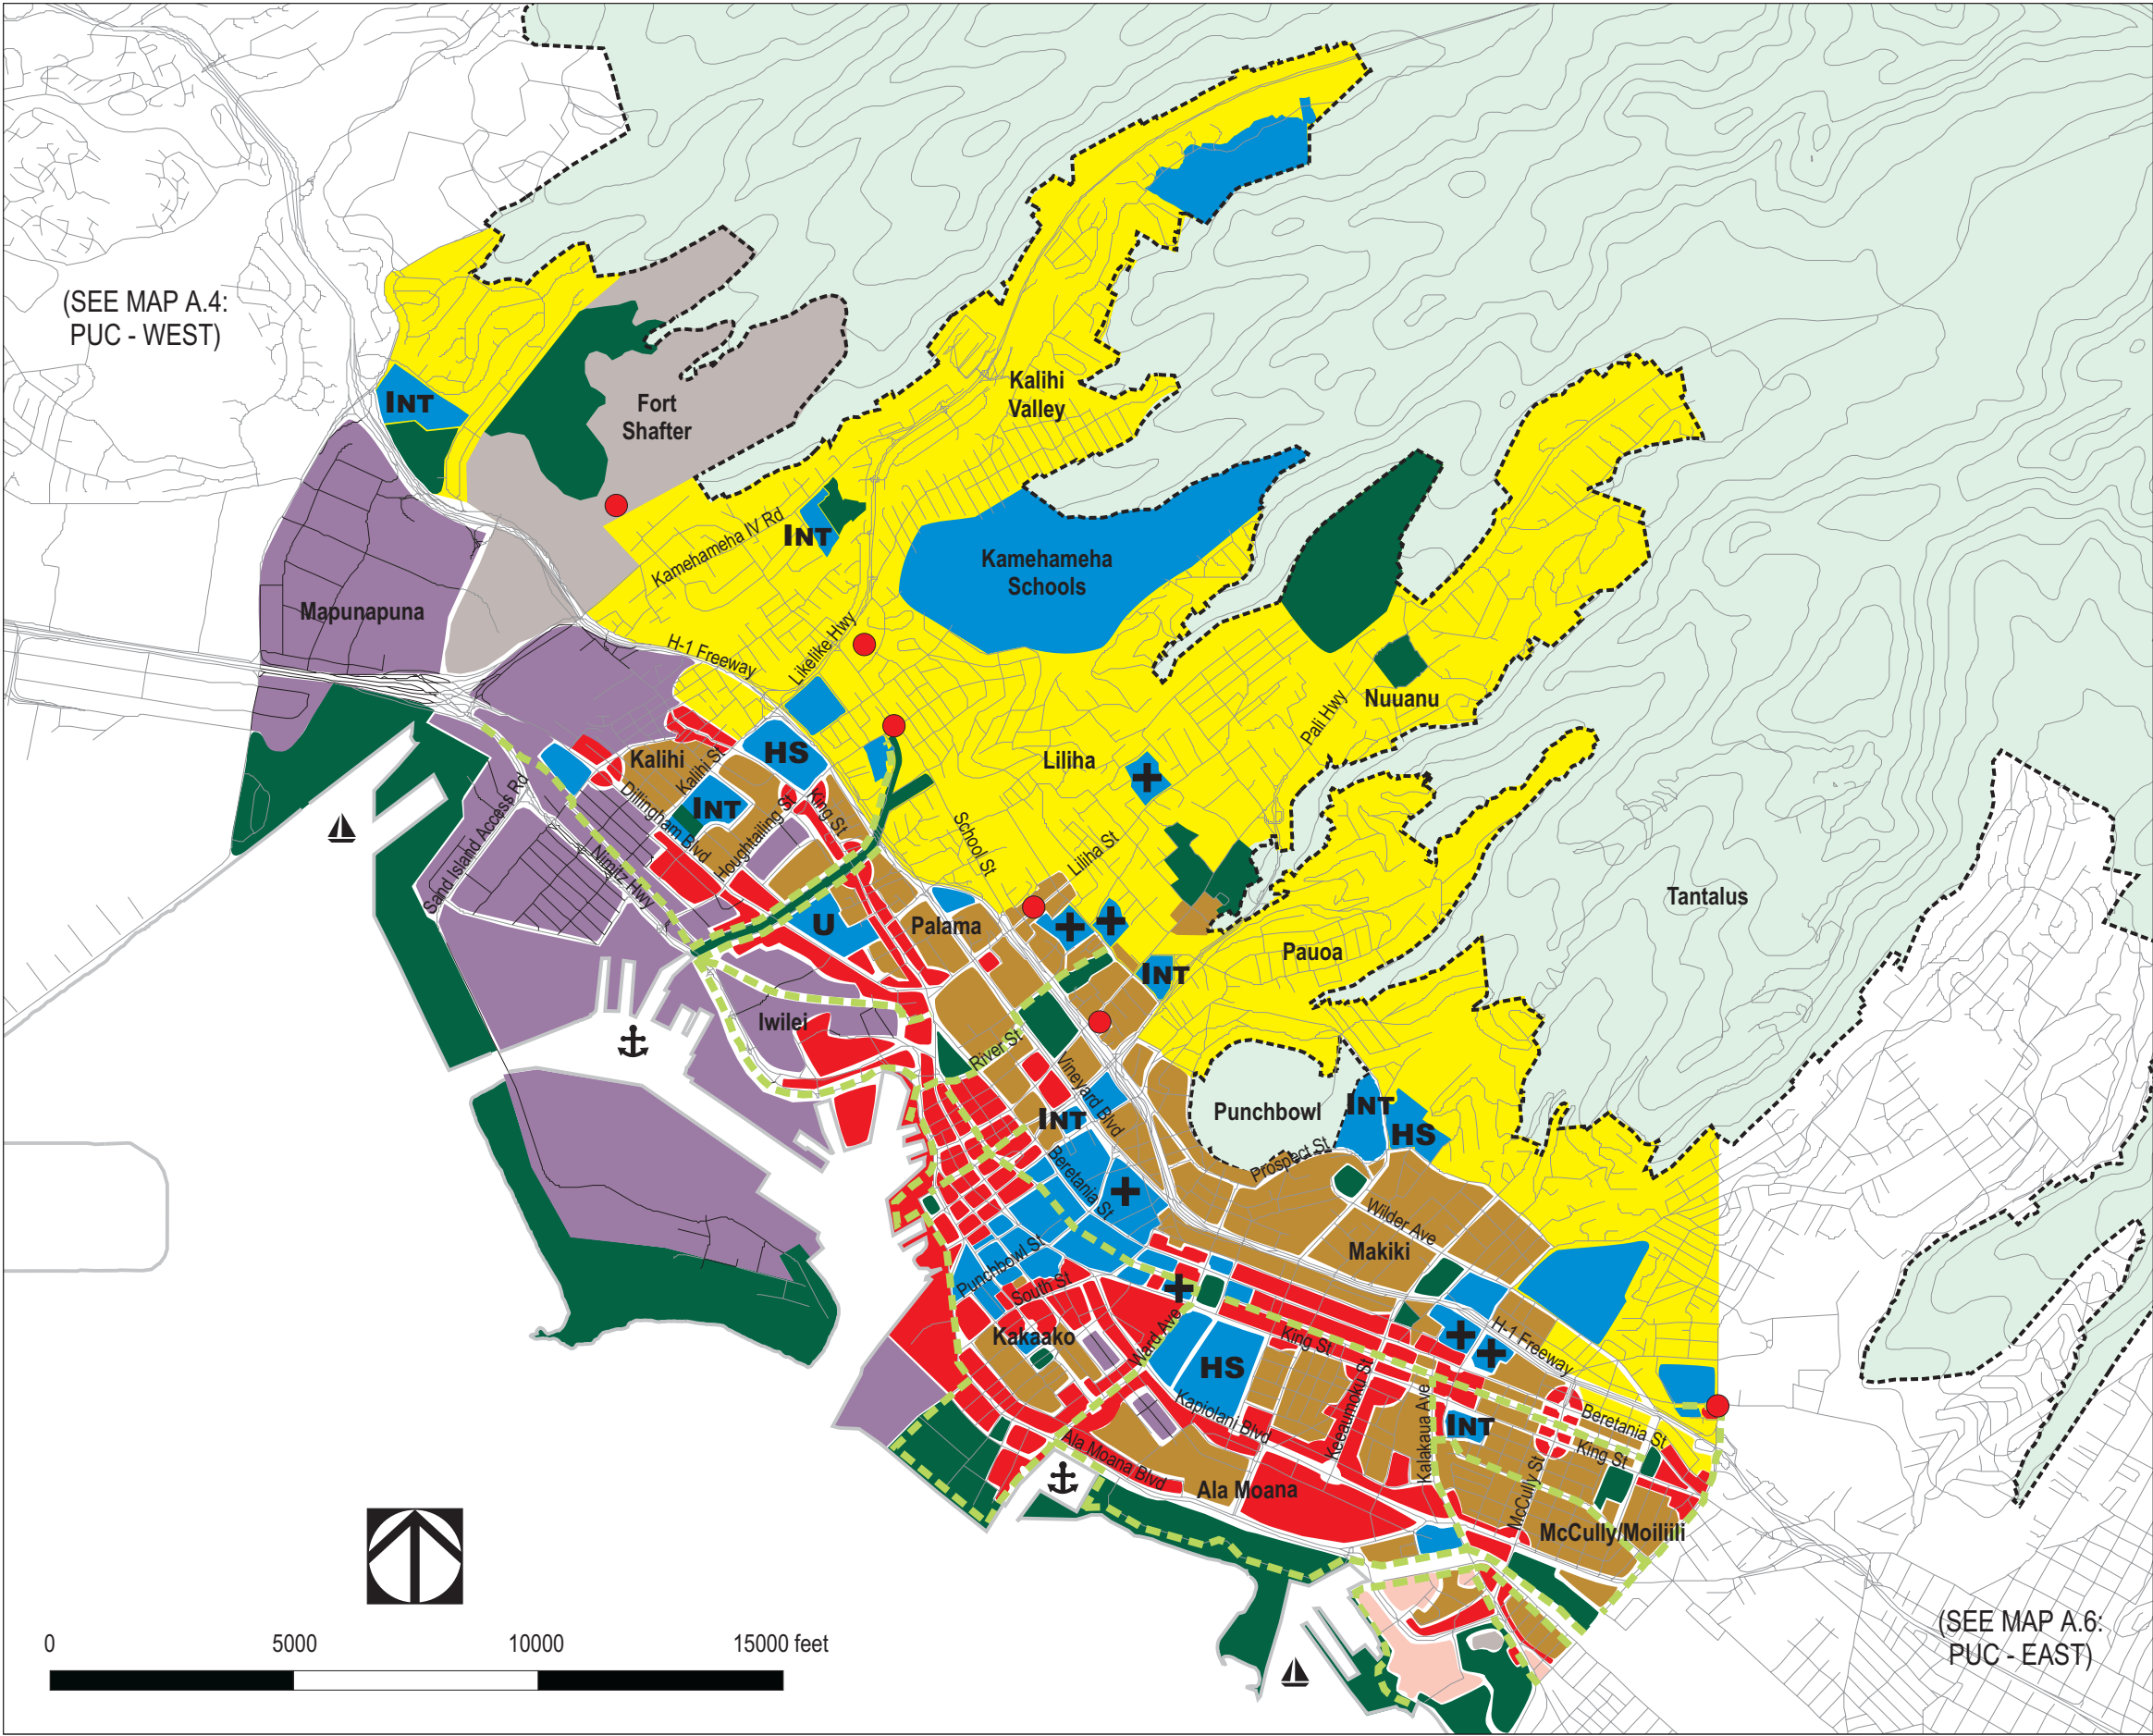 (SEE MAP A.4:
PUC - WEST)
INT
Fort
Shafter
Kalihi
Valley
Kamehameha IV Rd
INT
Kamehameha
Schools
Mapunapuna
H-1 Freeway
Likelike Hwy
Nuuanu
Pali Hwy
Kalihi
Kalihi St
HS
Liliha
+
INT
Dillingham Blvd
Houghtailing St
King St
Sand Island Access Rd
Nimitz Hwy
School St
Liliha St
Tantalus
U
Palama
+
+
Pauoa
INT
Iwilei
River St
Vineyard Blvd
INT
Punchbowl
INT
HS
Prospect St
Beretania St
+
Wilder Ave
Makiki
Punchbowl St
South St
+
Kakaako
Ward Ave
King St
+
+
H-1 Freeway
HS
Keeaumoku St
Kapiolani Blvd
Kalakaua Ave
INT
Beretania St
King St
Ala Moana Blvd
Ala Moana
McCully St
McCully/Moiliili
(SEE MAP A.6:
PUC - EAST)
0 5000 10000 15000 feet